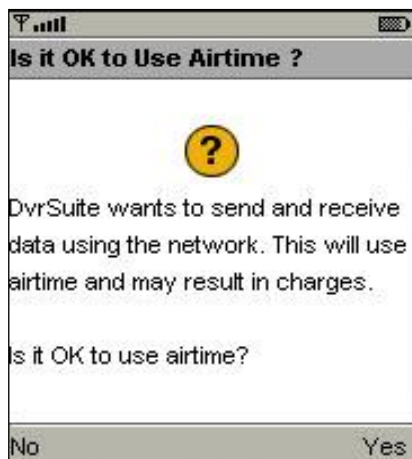 Is it OK to Use Airtime ?
?
DvrSuite wants to send and receive
data using the network. This will use
airtime and may result in charges.
Is it OK to use airtime?
No Yes